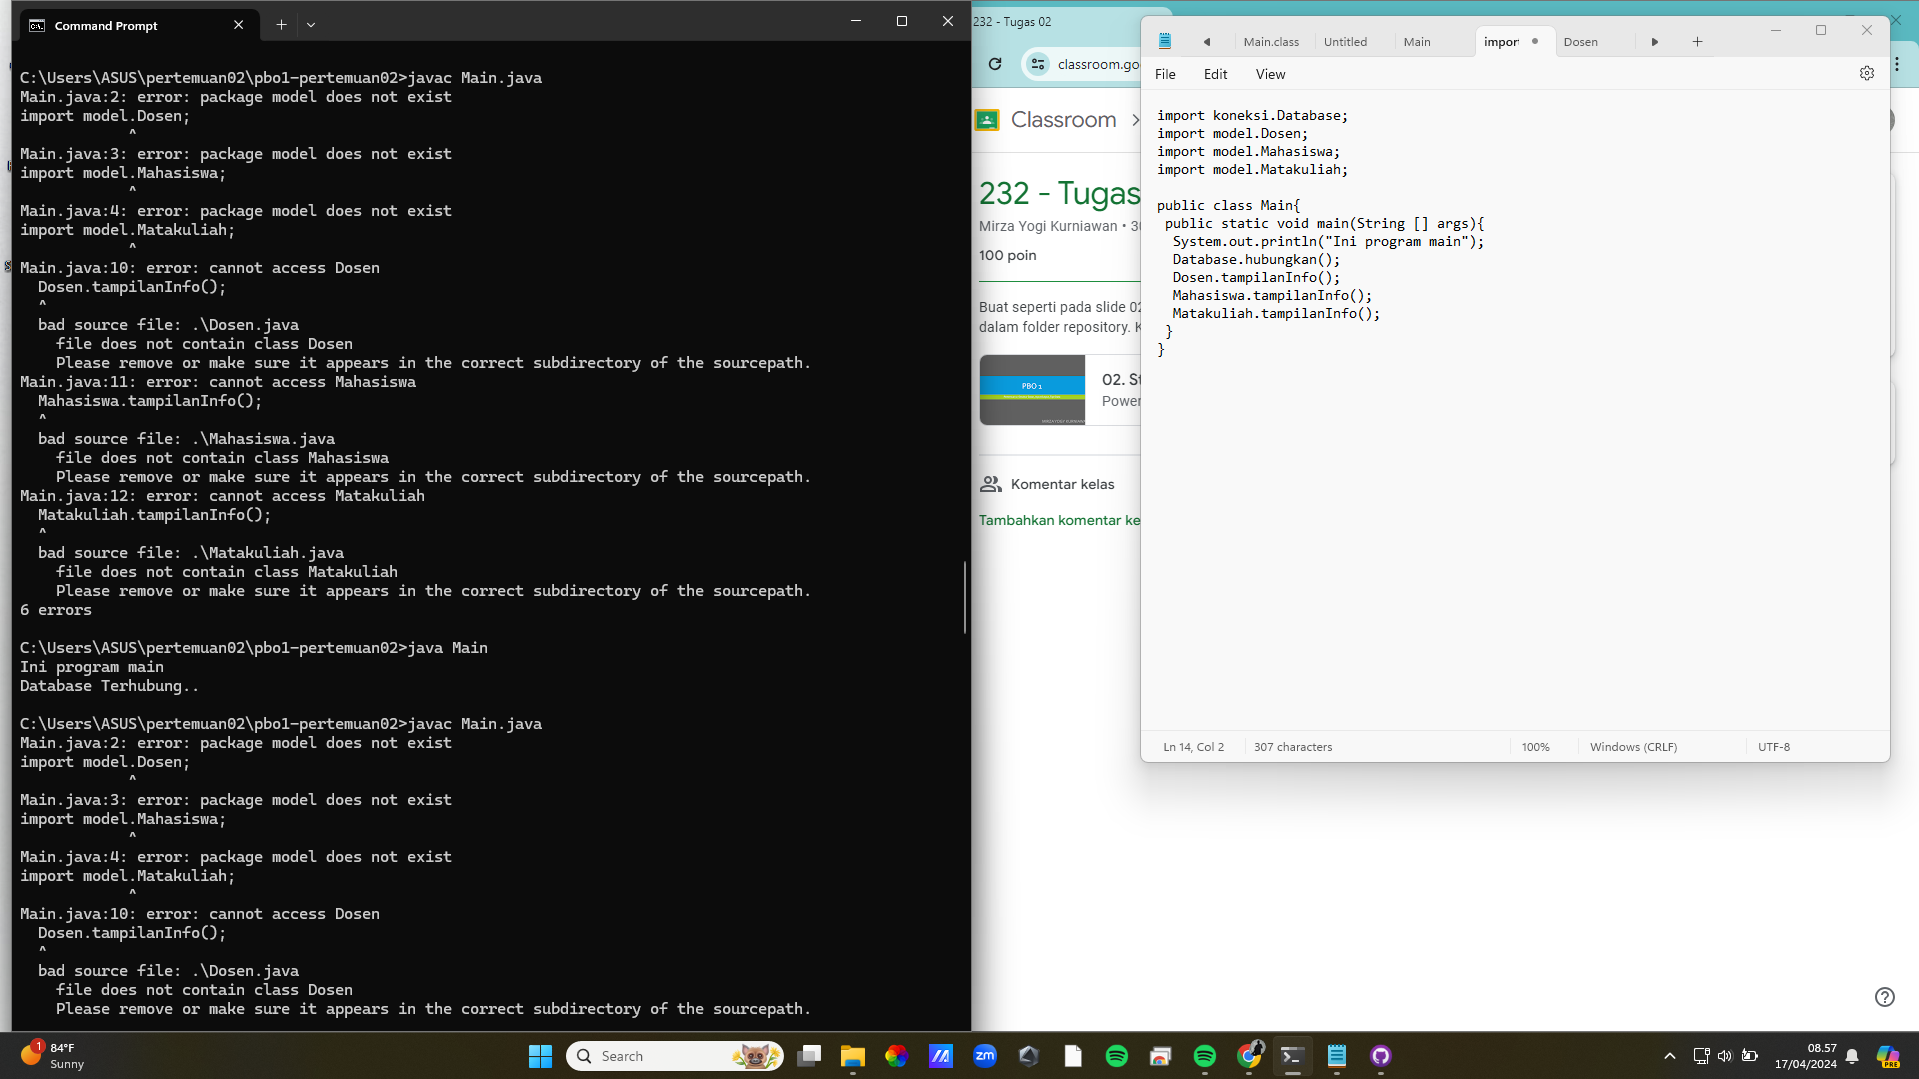 Command Prompt
C:\Users\ASUS\pertemuan02\pbo1-pertemuan02>javac Main.java
Main.java:2: error: package model does not exist
import model.Dosen;
^
Main.java:3: error: package model does not exist
import model.Mahasiswa;
^
Main.java:4: error: package model does not exist
import model.Matakuliah;
^
Main.java:10: error: cannot access Dosen
Dosen.tampilanInfo();
^
bad source file: .\Dosen.java
file does not contain class Dosen
Please remove or make sure it appears in the correct subdirectory of the sourcepath.
Main.java:11: error: cannot access Mahasiswa
Mahasiswa.tampilanInfo();
^
bad source file: .\Mahasiswa.java
file does not contain class Mahasiswa
Please remove or make sure it appears in the correct subdirectory of the sourcepath.
Main.java:12: error: cannot access Matakuliah
Matakuliah.tampilanInfo();
^
bad source file: .\Matakuliah.java
file does not contain class Matakuliah
Please remove or make sure it appears in the correct subdirectory of the sourcepath.
6 errors
C:\Users\ASUS\pertemuan02\pbo1-pertemuan02>java Main
Ini program main
Database Terhubung..
C:\Users\ASUS\pertemuan02\pbo1-pertemuan02>javac Main.java
Main.java:2: error: package model does not exist
import model.Dosen;
^
Main.java:3: error: package model does not exist
import model.Mahasiswa;
^
Main.java:4: error: package model does not exist
import model.Matakuliah;
^
Main.java:10: error: cannot access Dosen
Dosen.tampilanInfo();
^
bad source file: .\Dosen.java
file does not contain class Dosen
Please remove or make sure it appears in the correct subdirectory of the sourcepath.
232 - Tugas 02
classroom.go
Classroom
232 - Tugas
Mirza Yogi Kurniawan • 30
100 poin
Buat seperti pada slide 02
dalam folder repository. K
PBO 1
02. St
Power
Komentar kelas
Tambahkan komentar ke
Main.class
Untitled
Main
import
Dosen
File Edit View
import koneksi.Database;
import model.Dosen;
import model.Mahasiswa;
import model.Matakuliah;
public class Main{
public static void main(String [] args){
System.out.println("Ini program main");
Database.hubungkan();
Dosen.tampilanInfo();
Mahasiswa.tampilanInfo();
Matakuliah.tampilanInfo();
}
}
Ln 14, Col 2
307 characters
100%
Windows (CRLF)
UTF-8
1
84°F
Sunny
Search
zm
08.57
17/04/2024
PRE